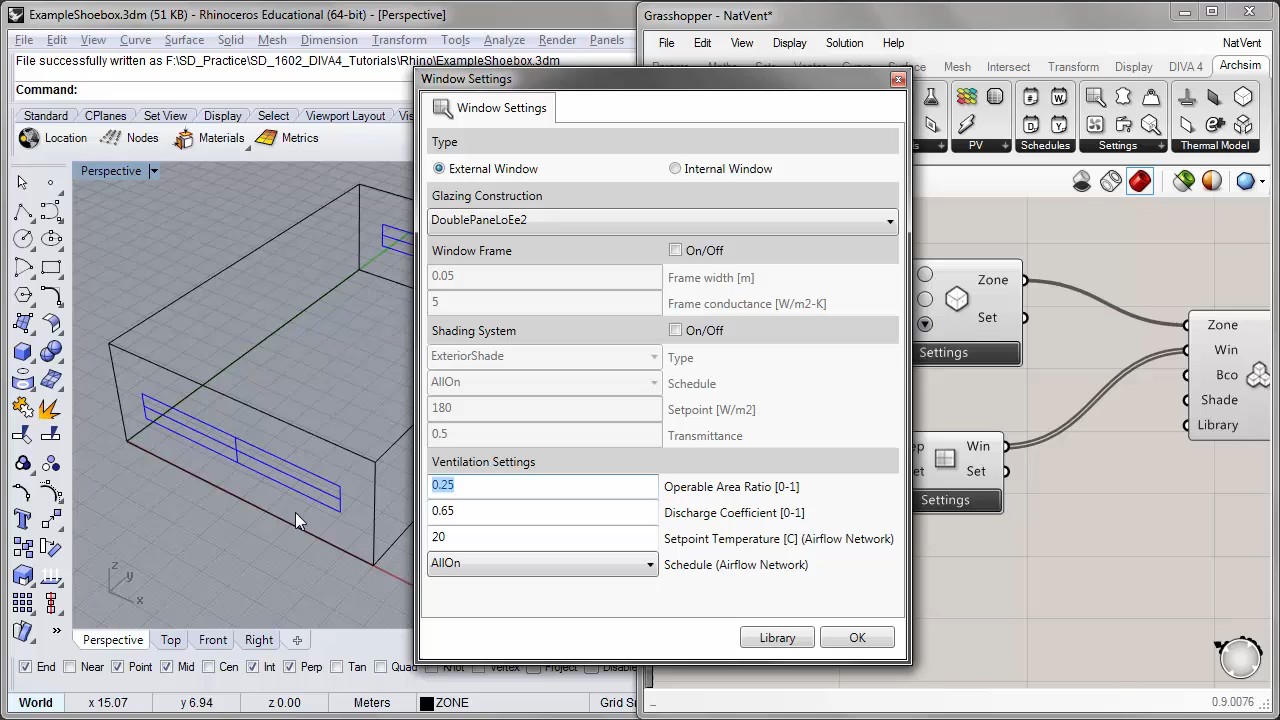 ExampleShoebox.3dm (51 KB) - Rhinoceros Educational (64-bit) - [Perspective]
File Edit View Curve Surface Solid Mesh Dimension Transform Tools Analyze Render Panels
File successfully written as F:\SD_Practice\SD_1602_DIVA4_Tutorials\Rhino\ExampleShoebox.3dm
Command:
Standard CPlanes Set View Display Select Viewport Layout
Location Nodes Materials Metrics
Perspective
z
y
x
Perspective Top Front Right
End Near Point Mid Cen Int Perp Tan Quad Knot Vertex Project
World x 15.07 y 6.94 z 0.00 Meters ZONE Grid
Window Settings
Window Settings
Type
External Window Internal Window
Glazing Construction
DoublePaneLoEe2
Window Frame On/Off
0.05 Frame width [m]
5 Frame conductance [W/m2-K]
Shading System On/Off
ExteriorShade Type
AllOn Schedule
180 Setpoint [W/m2]
0.5 Transmittance
Ventilation Settings
0.25 Operable Area Ratio [0-1]
0.65 Discharge Coefficient [0-1]
20 Setpoint Temperature [C] (Airflow Network)
AllOn Schedule (Airflow Network)
Library OK
Grasshopper - NatVent*
File Edit View Display Solution Help NatVent
Mesh Intersect Transform Display DIVA 4 Archsim
PV Schedules Settings Thermal Model
Zone
Set
Settings
Win
Set
Settings
Zone
Win
Bco
Shade
Library
0.9.0076